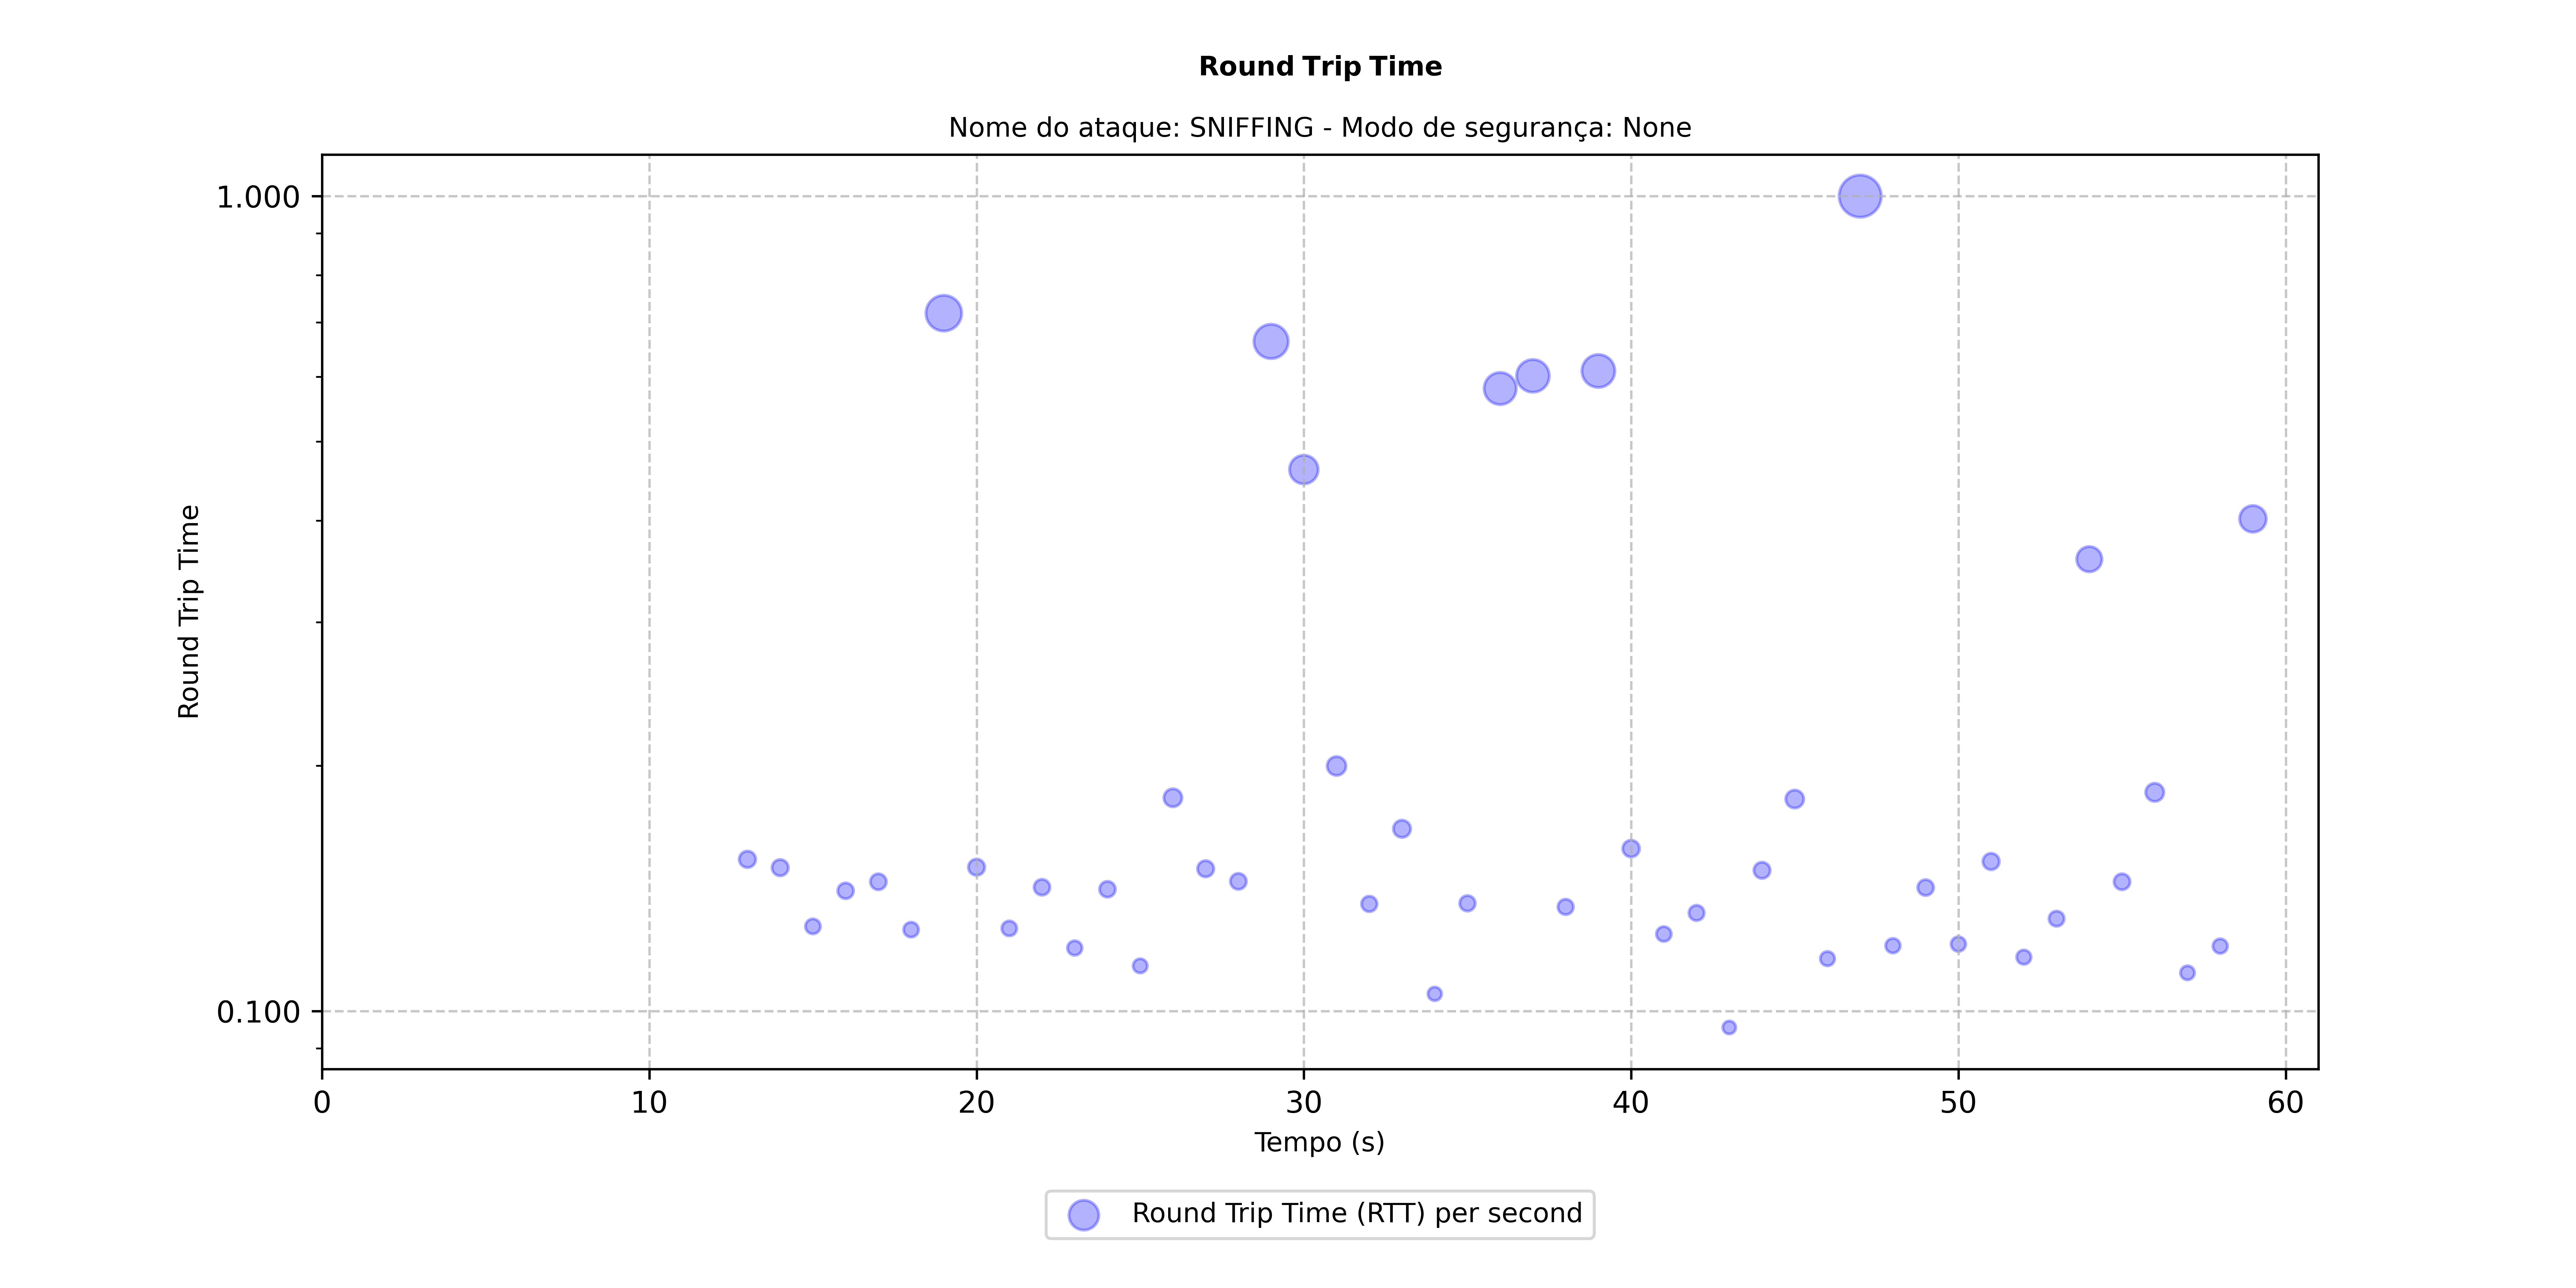 Round Trip Time
Nome do ataque: SNIFFING - Modo de segurança: None
Round Trip Time
1.000
0.100
0 10 20 30 40 50 60
Tempo (s)
Round Trip Time (RTT) per second